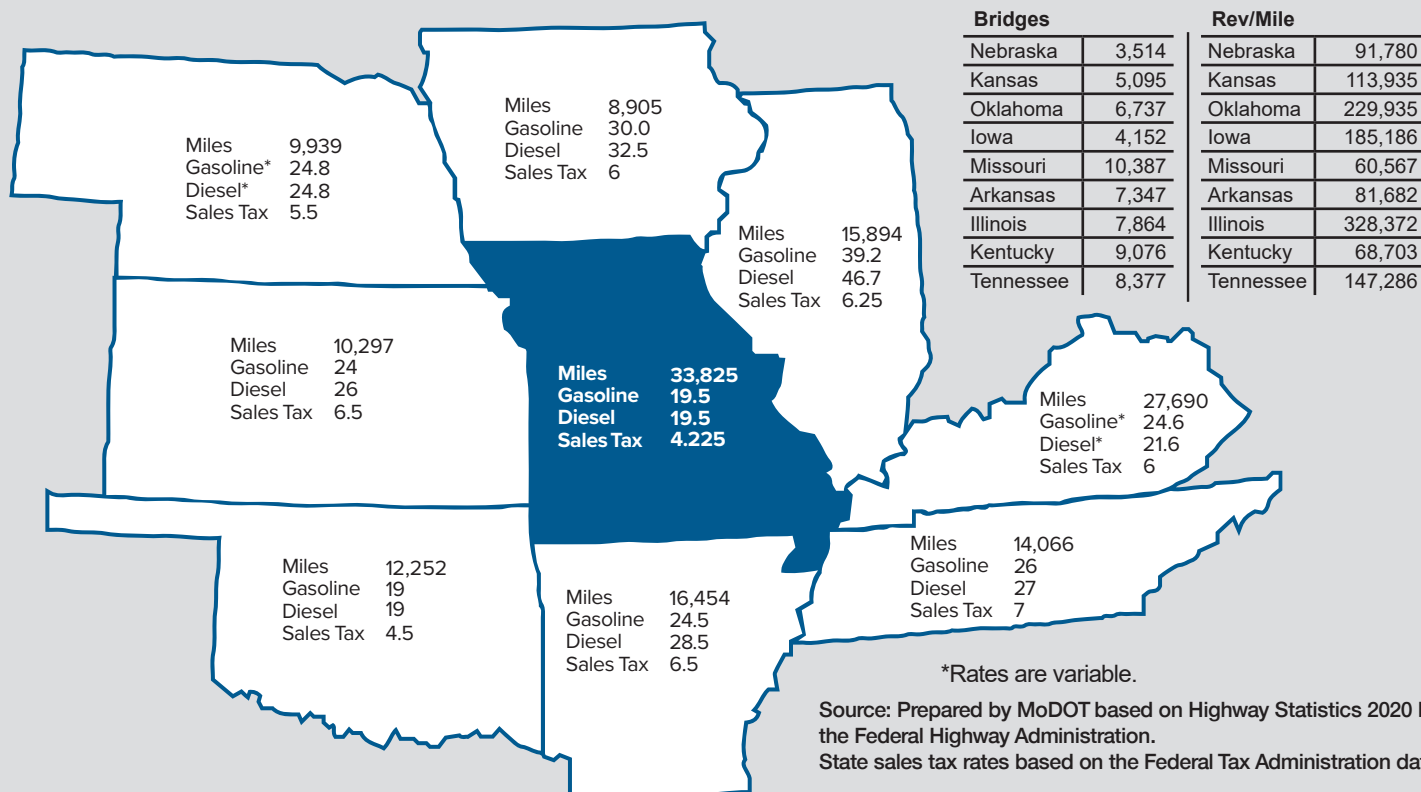 Bridges
Nebraska 3,514
Kansas 5,095
Oklahoma 6,737
Iowa 4,152
Missouri 10,387
Arkansas 7,347
Illinois 7,864
Kentucky 9,076
Tennessee 8,377
Rev/Mile
Nebraska 91,780
Kansas 113,935
Oklahoma 229,935
Iowa 185,186
Missouri 60,567
Arkansas 81,682
Illinois 328,372
Kentucky 68,703
Tennessee 147,286
Miles 9,939
Gasoline* 24.8
Diesel* 24.8
Sales Tax 5.5
Miles 8,905
Gasoline 30.0
Diesel 32.5
Sales Tax 6
Miles 15,894
Gasoline 39.2
Diesel 46.7
Sales Tax 6.25
Miles 10,297
Gasoline 24
Diesel 26
Sales Tax 6.5
Miles 33,825
Gasoline 19.5
Diesel 19.5
Sales Tax 4.225
Miles 27,690
Gasoline* 24.6
Diesel* 21.6
Sales Tax 6
Miles 12,252
Gasoline 19
Diesel 19
Sales Tax 4.5
Miles 16,454
Gasoline 24.5
Diesel 28.5
Sales Tax 6.5
Miles 14,066
Gasoline 26
Diesel 27
Sales Tax 7
*Rates are variable.
Source: Prepared by MoDOT based on Highway Statistics 2020
the Federal Highway Administration.
State sales tax rates based on the Federal Tax Administration